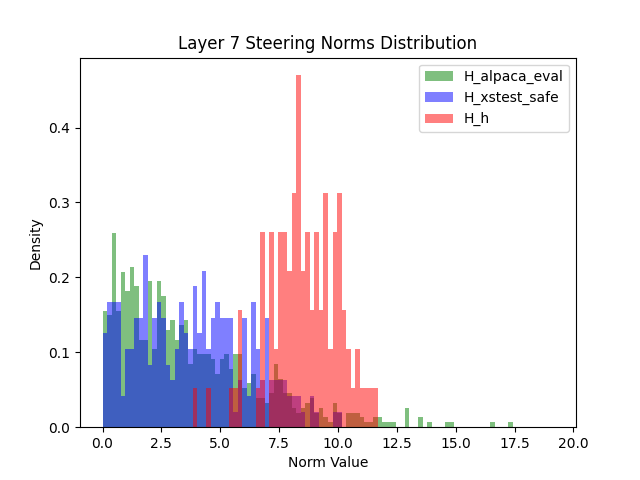 Layer 7 Steering Norms Distribution
H_alpaca_eval
H_xstest_safe
H_h
Density
0.4
0.3
0.2
0.1
0.0
0.0 2.5 5.0 7.5 10.0 12.5 15.0 17.5 20.0
Norm Value